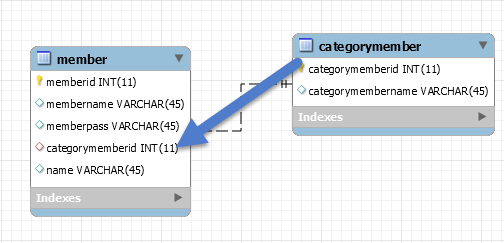 member
memberid INT(11)
membername VARCHAR(45)
memberpass VARCHAR(45)
categorymemberid INT(11)
name VARCHAR(45)
Indexes
categorymember
categorymemberid INT(11)
categorymembername VARCHAR(45)
Indexes